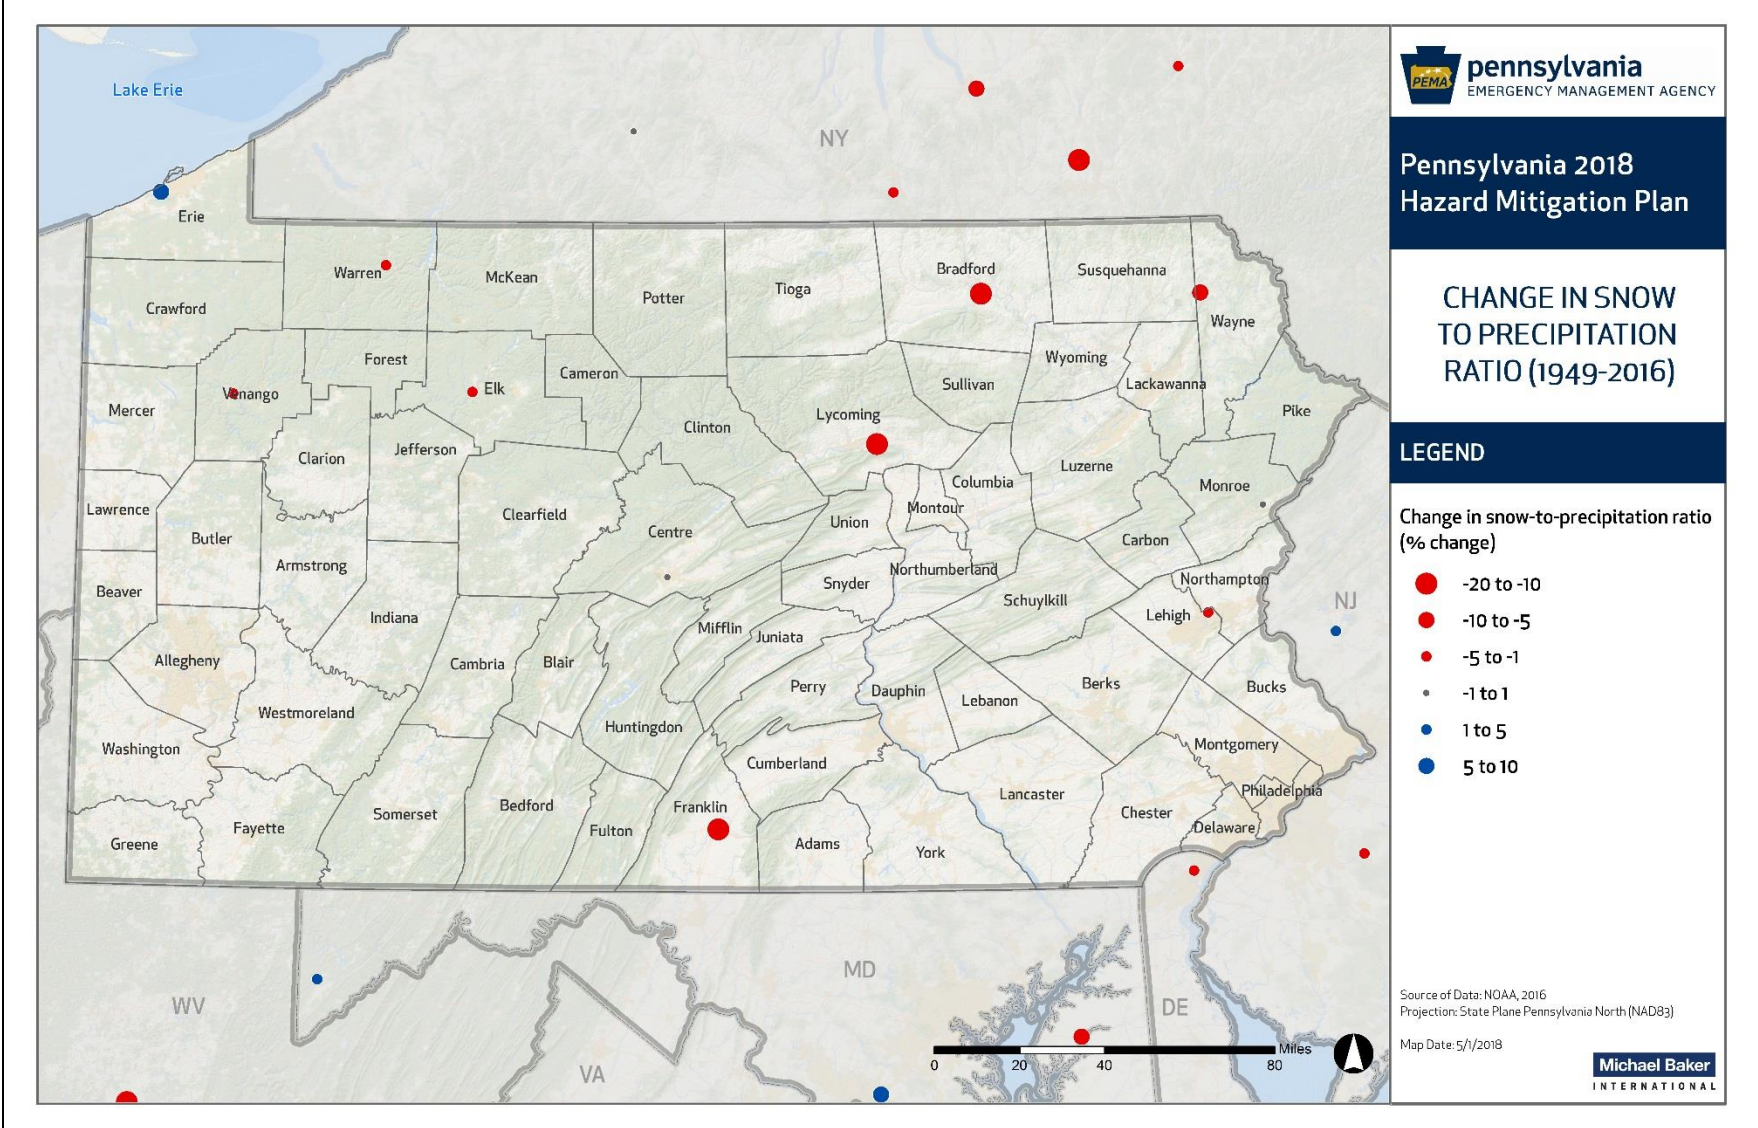 Lake Erie
NY
Erie
Warren
McKean
Potter
Tioga
Bradford
Susquehanna
Wayne
Crawford
Forest
Elk
Cameron
Sullivan
Wyoming
Lackawanna
Pike
Venango
Mercer
Clarion
Jefferson
Clinton
Lycoming
Luzerne
Columbia
Monroe
Lawrence
Butler
Clearfield
Centre
Union
Montour
Carbon
Armstrong
Northumberland
Northampton
Beaver
Snyder
Schuylkill
Lehigh
NJ
Indiana
Mifflin
Juniata
Allegheny
Cambria
Blair
Perry
Dauphin
Lebanon
Berks
Bucks
Westmoreland
Huntingdon
Washington
Cumberland
Montgomery
Philadelphia
Lancaster
Chester
Delaware
Greene
Fayette
Somerset
Bedford
Fulton
Franklin
Adams
York
WV
MD
DE
VA
0 20 40 80
Miles
PEMA
pennsylvania
EMERGENCY MANAGEMENT AGENCY
Pennsylvania 2018
Hazard Mitigation Plan
CHANGE IN SNOW
TO PRECIPITATION
RATIO (1949-2016)
LEGEND
Change in snow-to-precipitation ratio
(% change)
-20 to -10
-10 to -5
-5 to -1
-1 to 1
1 to 5
5 to 10
Source of Data: NOAA, 2016
Projection: State Plane Pennsylvania North (NAD83)
Map Date: 5/1/2018
Michael Baker
INTERNATIONAL